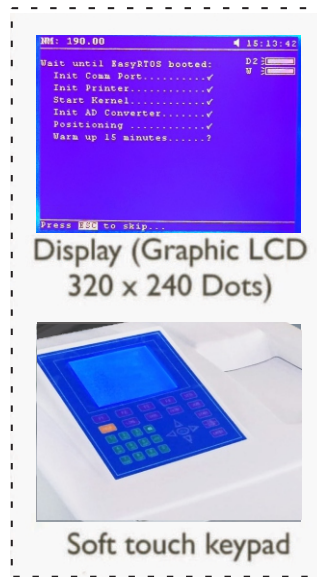 NM: 190.00 15:13:42
Wait until EasyRTOS booted: D2
Init Comm Port..........✓ W
Init Printer............✓
Start Kernel............✓
Init AD Converter.......✓
Positioning ............✓
Warm up 15 minutes......?
Press ESC to skip...
Display (Graphic LCD
320 x 240 Dots)
Soft touch keypad